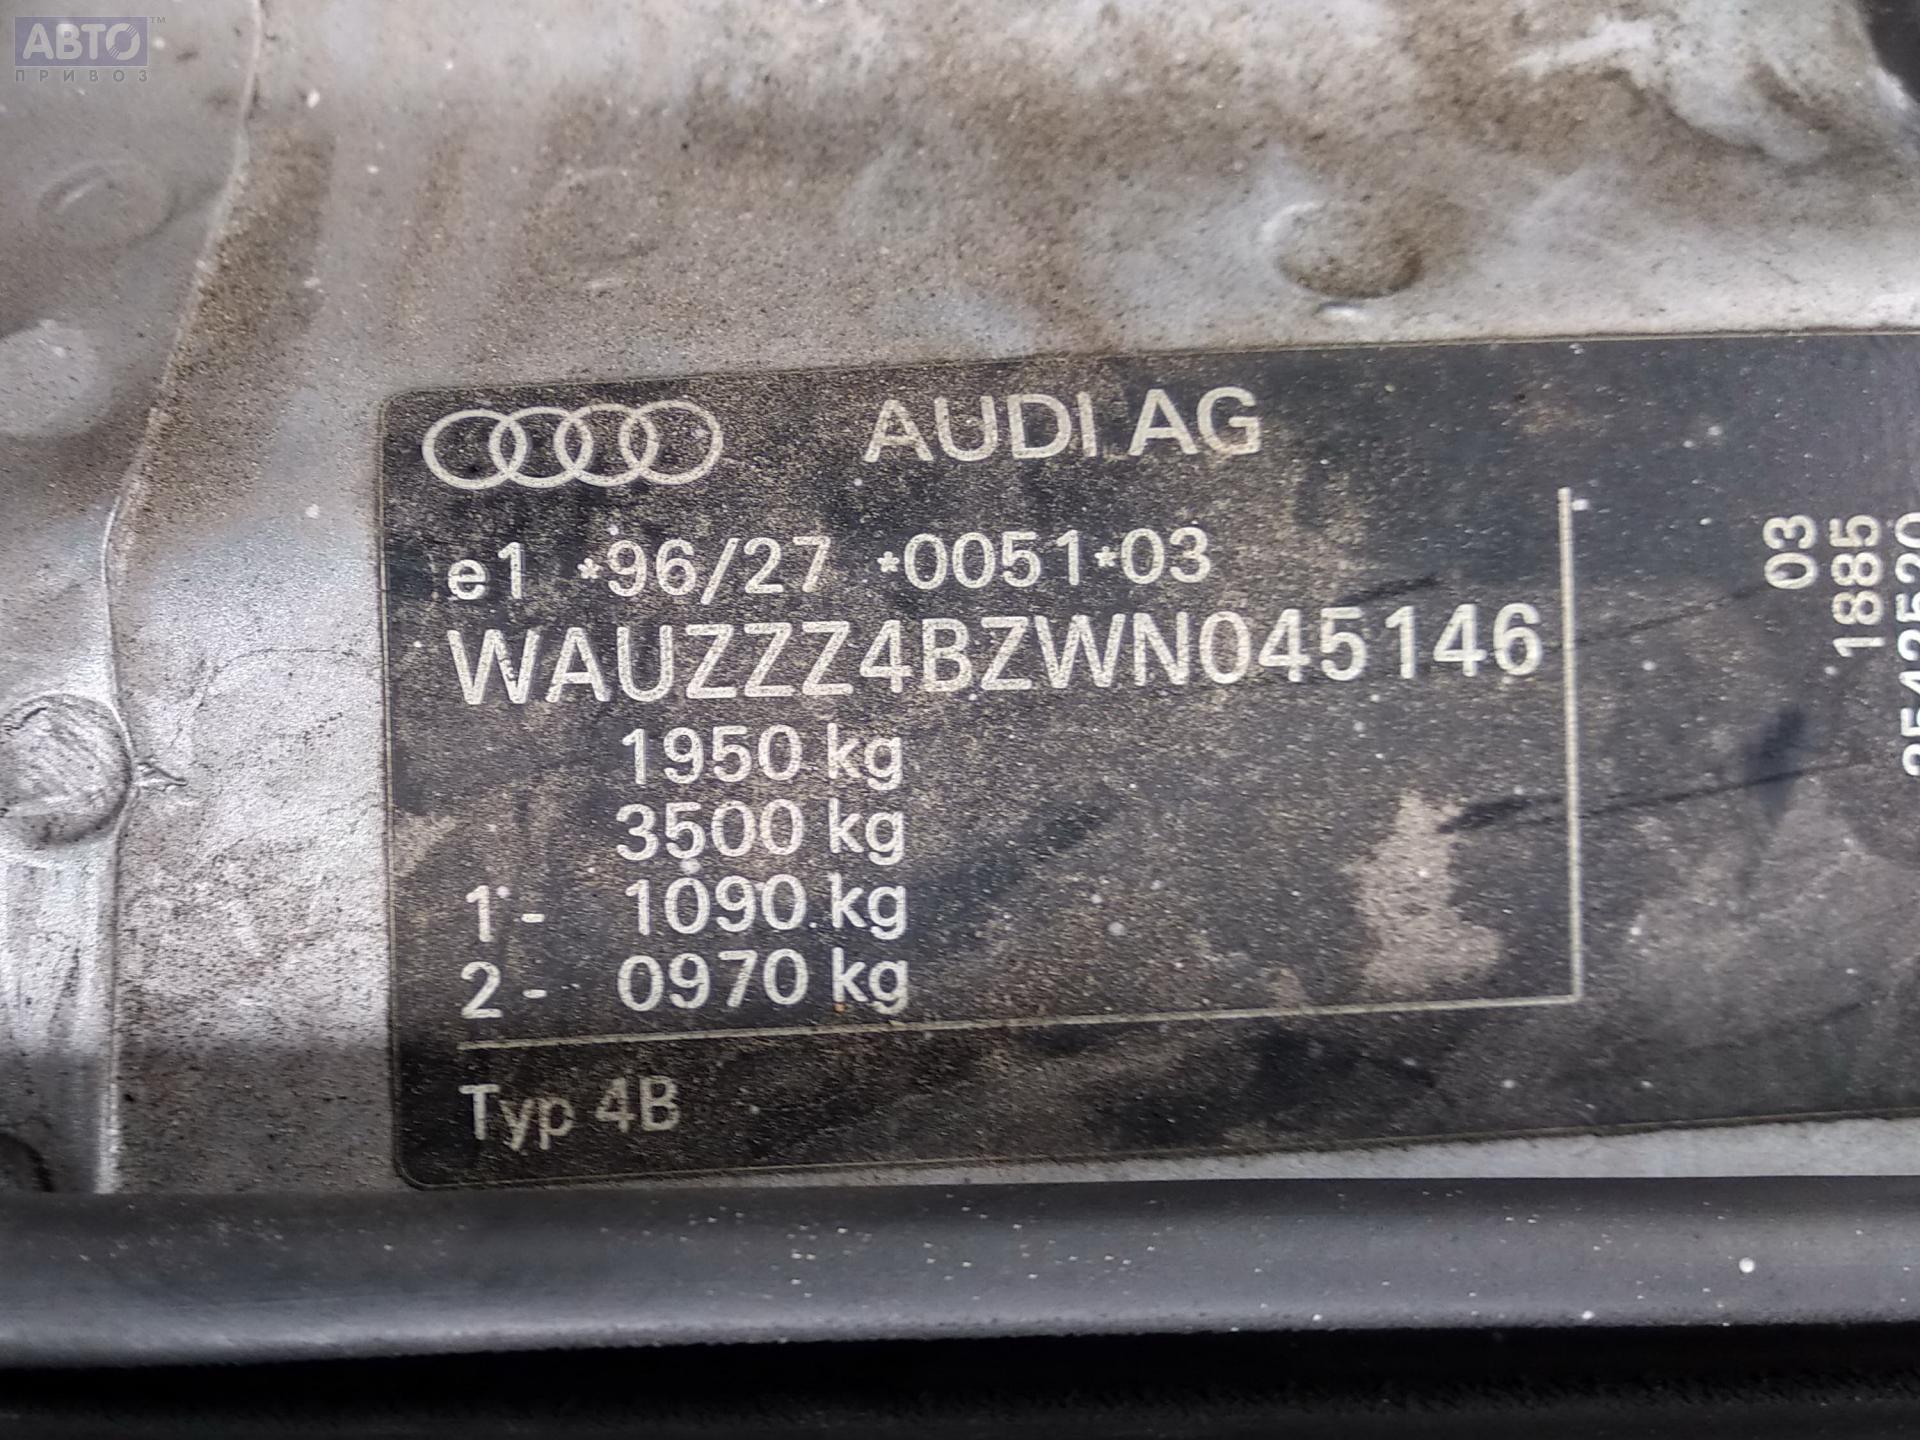 АВТО™
ПРИВОЗ
AUDI AG
e1 *96/27 *0051*03
WAUZZZ4BZWN045146
1950 kg
3500 kg
1- 1090 kg
2- 0970 kg
Typ 4B
03
1885